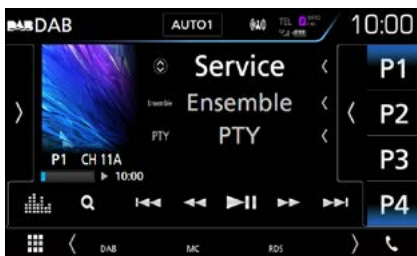 DAB DAB AUTO1 TEL 10:00
Service
Ensemble Ensemble
PTY PTY
P1 CH 11A
10:00
P1
P2
P3
P4
DAB MC RDS